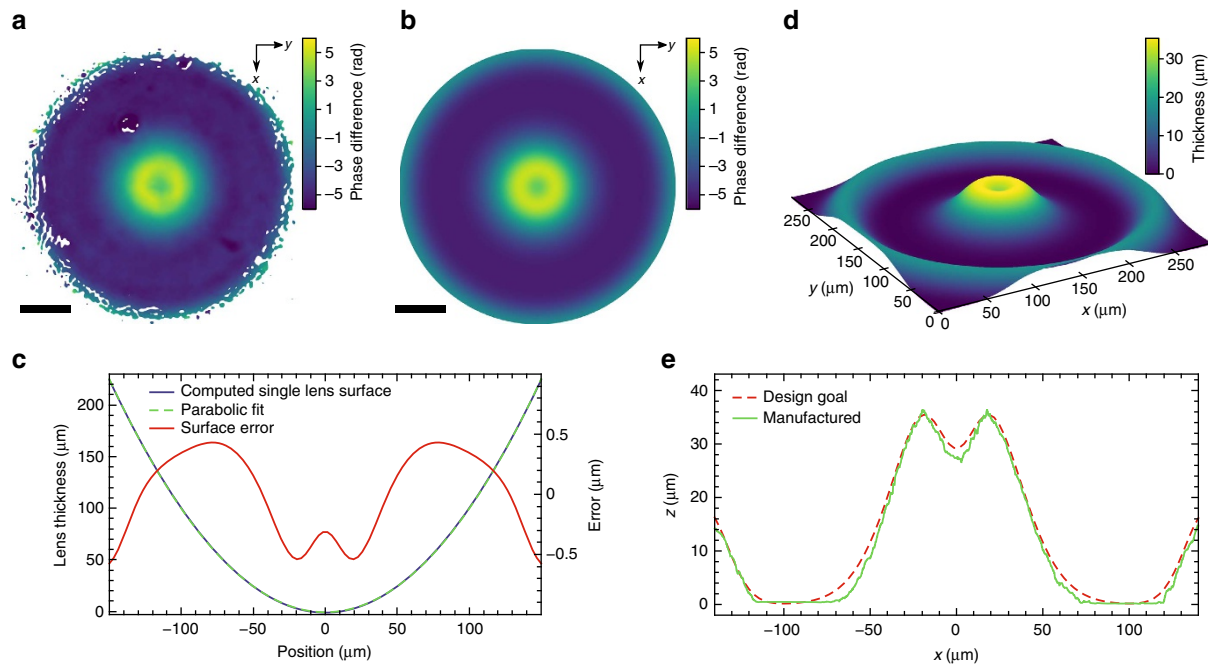 a
b
d
y
x
5
3
1
−1
−3
−5
Phase difference (rad)
y
x
5
3
1
−1
−3
−5
Phase difference (rad)
30
20
10
0
Thickness (μm)
250
200
150
100
50
0
y (μm)
0
50
100
150
200
250
x (μm)
c
Computed single lens surface
Parabolic fit
Surface error
200
150
100
50
0
Lens thickness (μm)
0.5
0
−0.5
Error (μm)
−100
−50
0
50
100
Position (μm)
e
Design goal
Manufactured
40
30
20
10
0
z (μm)
−100
−50
0
50
100
x (μm)